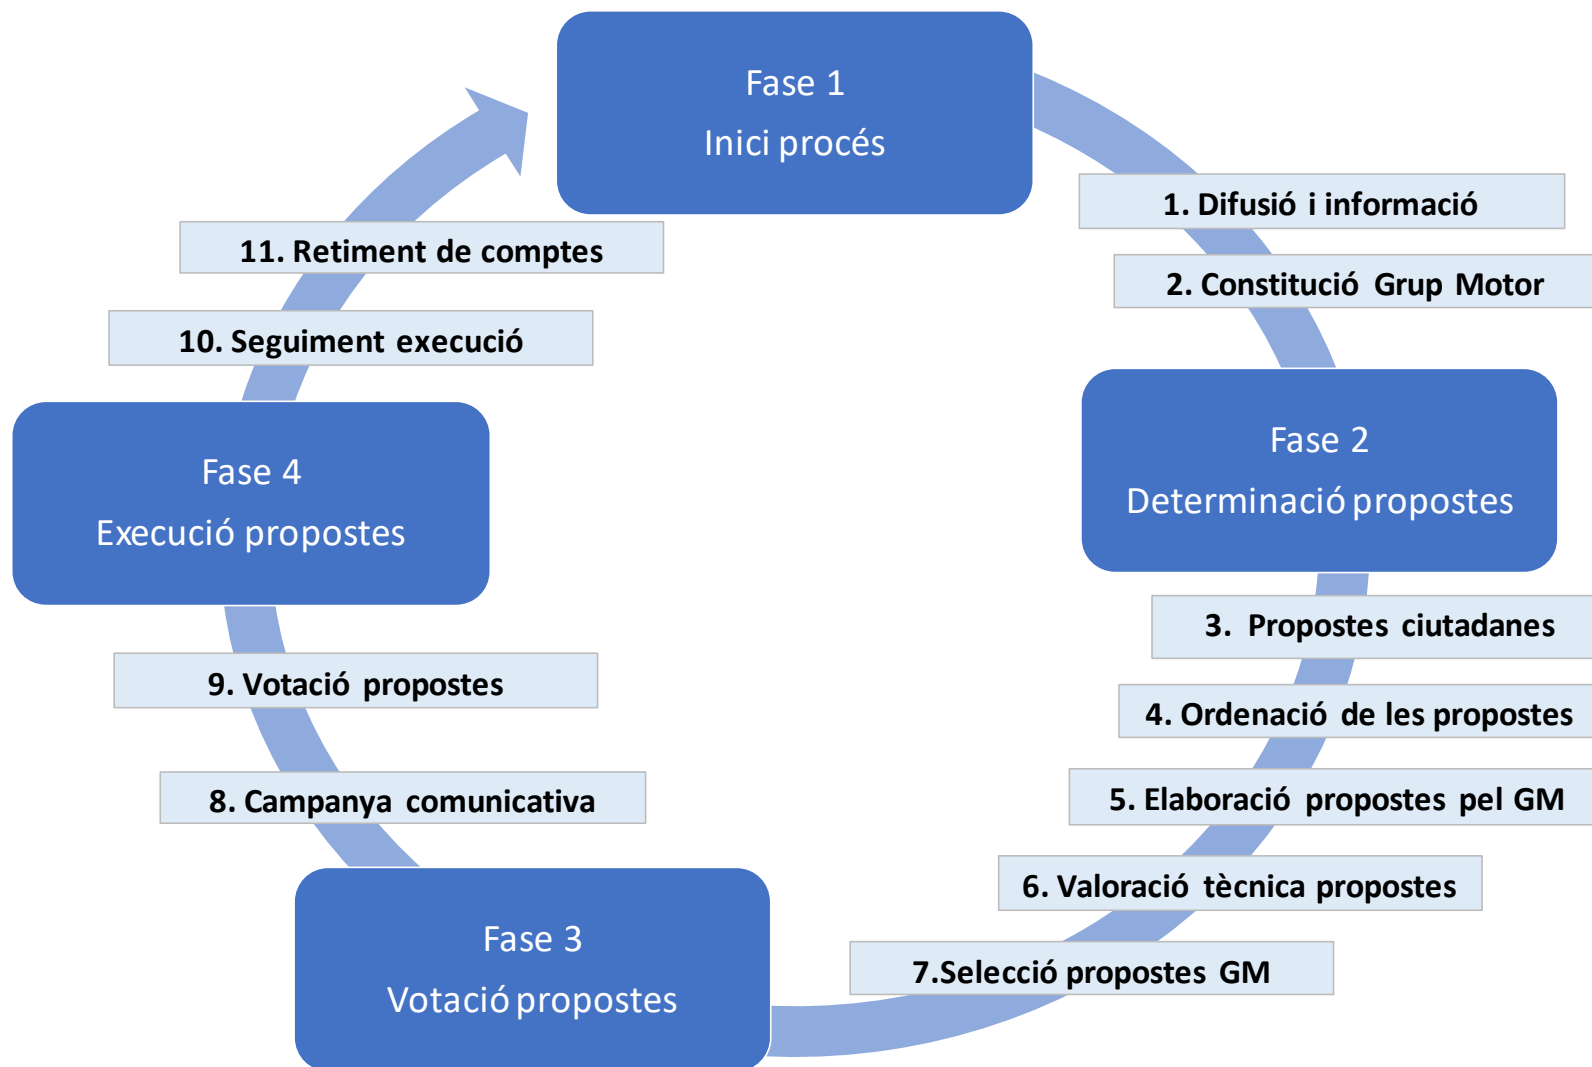 Fase 1
Inici procés
1. Difusió i informació
2. Constitució Grup Motor
Fase 2
Determinació propostes
3. Propostes ciutadanes
4. Ordenació de les propostes
5. Elaboració propostes pel GM
6. Valoració tècnica propostes
7.Selecció propostes GM
Fase 3
Votació propostes
8. Campanya comunicativa
9. Votació propostes
Fase 4
Execució propostes
10. Seguiment execució
11. Retiment de comptes